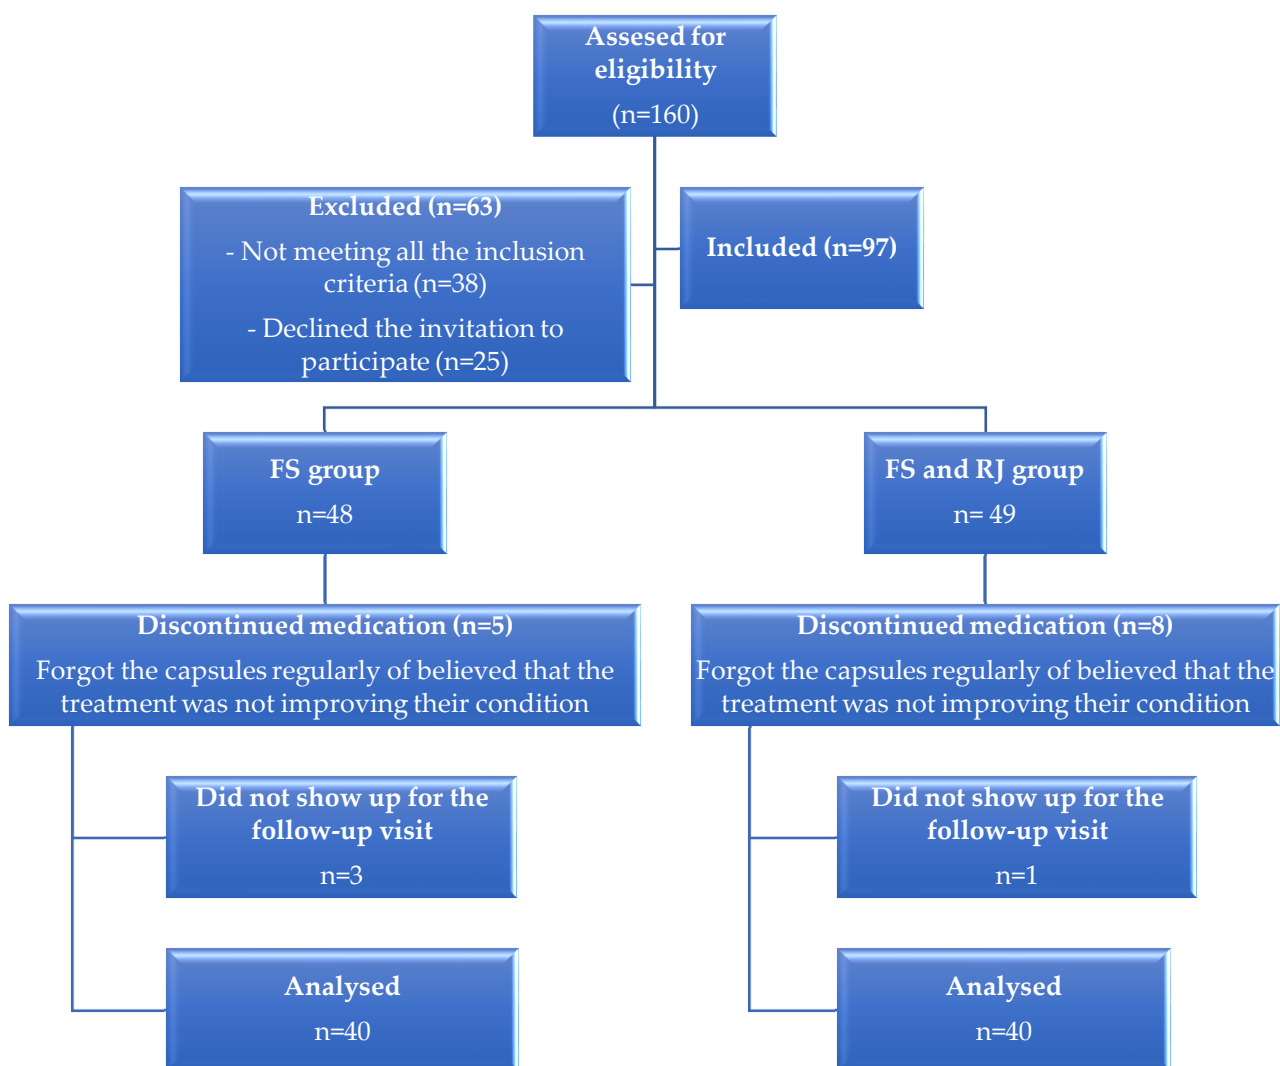 Assesed for
eligibility
(n=160)
Excluded (n=63)
- Not meeting all the inclusion
criteria (n=38)
- Declined the invitation to
participate (n=25)
Included (n=97)
FS group
n=48
FS and RJ group
n= 49
Discontinued medication (n=5)
Forgot the capsules regularly of believed that the
treatment was not improving their condition
Discontinued medication (n=8)
Forgot the capsules regularly of believed that the
treatment was not improving their condition
Did not show up for the
follow-up visit
n=3
Did not show up for the
follow-up visit
n=1
Analysed
n=40
Analysed
n=40